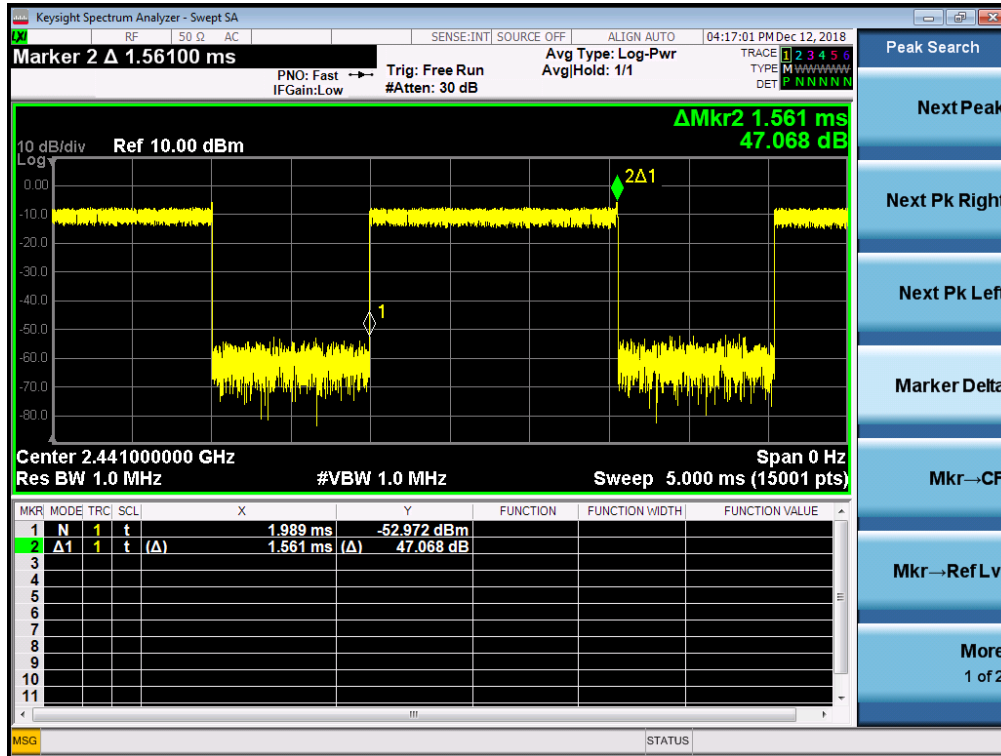 Keysight Spectrum Analyzer - Swept SA
LXI RF 50 Ω AC SENSE:INT SOURCE OFF ALIGN AUTO 04:17:01 PM Dec 12, 2018
Marker 2 Δ 1.56100 ms
PNO: Fast
IFGain:Low
Trig: Free Run
#Atten: 30 dB
Avg Type: Log-Pwr
Avg|Hold: 1/1
TRACE 1 2 3 4 5 6
TYPE M W W W W W
DET P N N N N N
Peak Search
Next Peak
Next Pk Right
Next Pk Left
Marker Delta
Mkr→CF
Mkr→Ref Lv
More
1 of 2
ΔMkr2 1.561 ms
47.068 dB
10 dB/div Ref 10.00 dBm
Log
0.00
-10.0
-20.0
-30.0
-40.0
-50.0
-60.0
-70.0
-80.0
2Δ1
1
Center 2.441000000 GHz Span 0 Hz
Res BW 1.0 MHz #VBW 1.0 MHz Sweep 5.000 ms (15001 pts)
MKR MODE TRC SCL X Y FUNCTION FUNCTION WIDTH FUNCTION VALUE
1 N 1 t 1.989 ms -52.972 dBm
2 Δ1 1 t (Δ) 1.561 ms (Δ) 47.068 dB
3
4
5
6
7
8
9
10
11
MSG STATUS